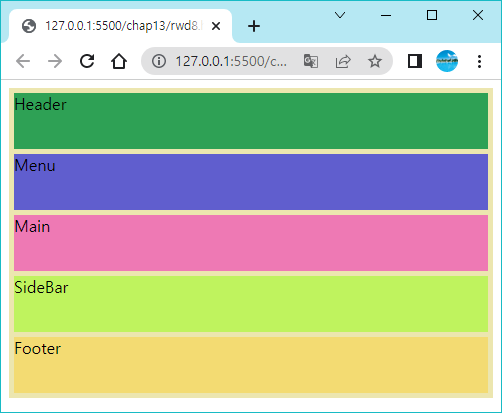 127.0.0.1:5500/chap13/rwd8.
127.0.0.1:5500/c...
Header
Menu
Main
SideBar
Footer